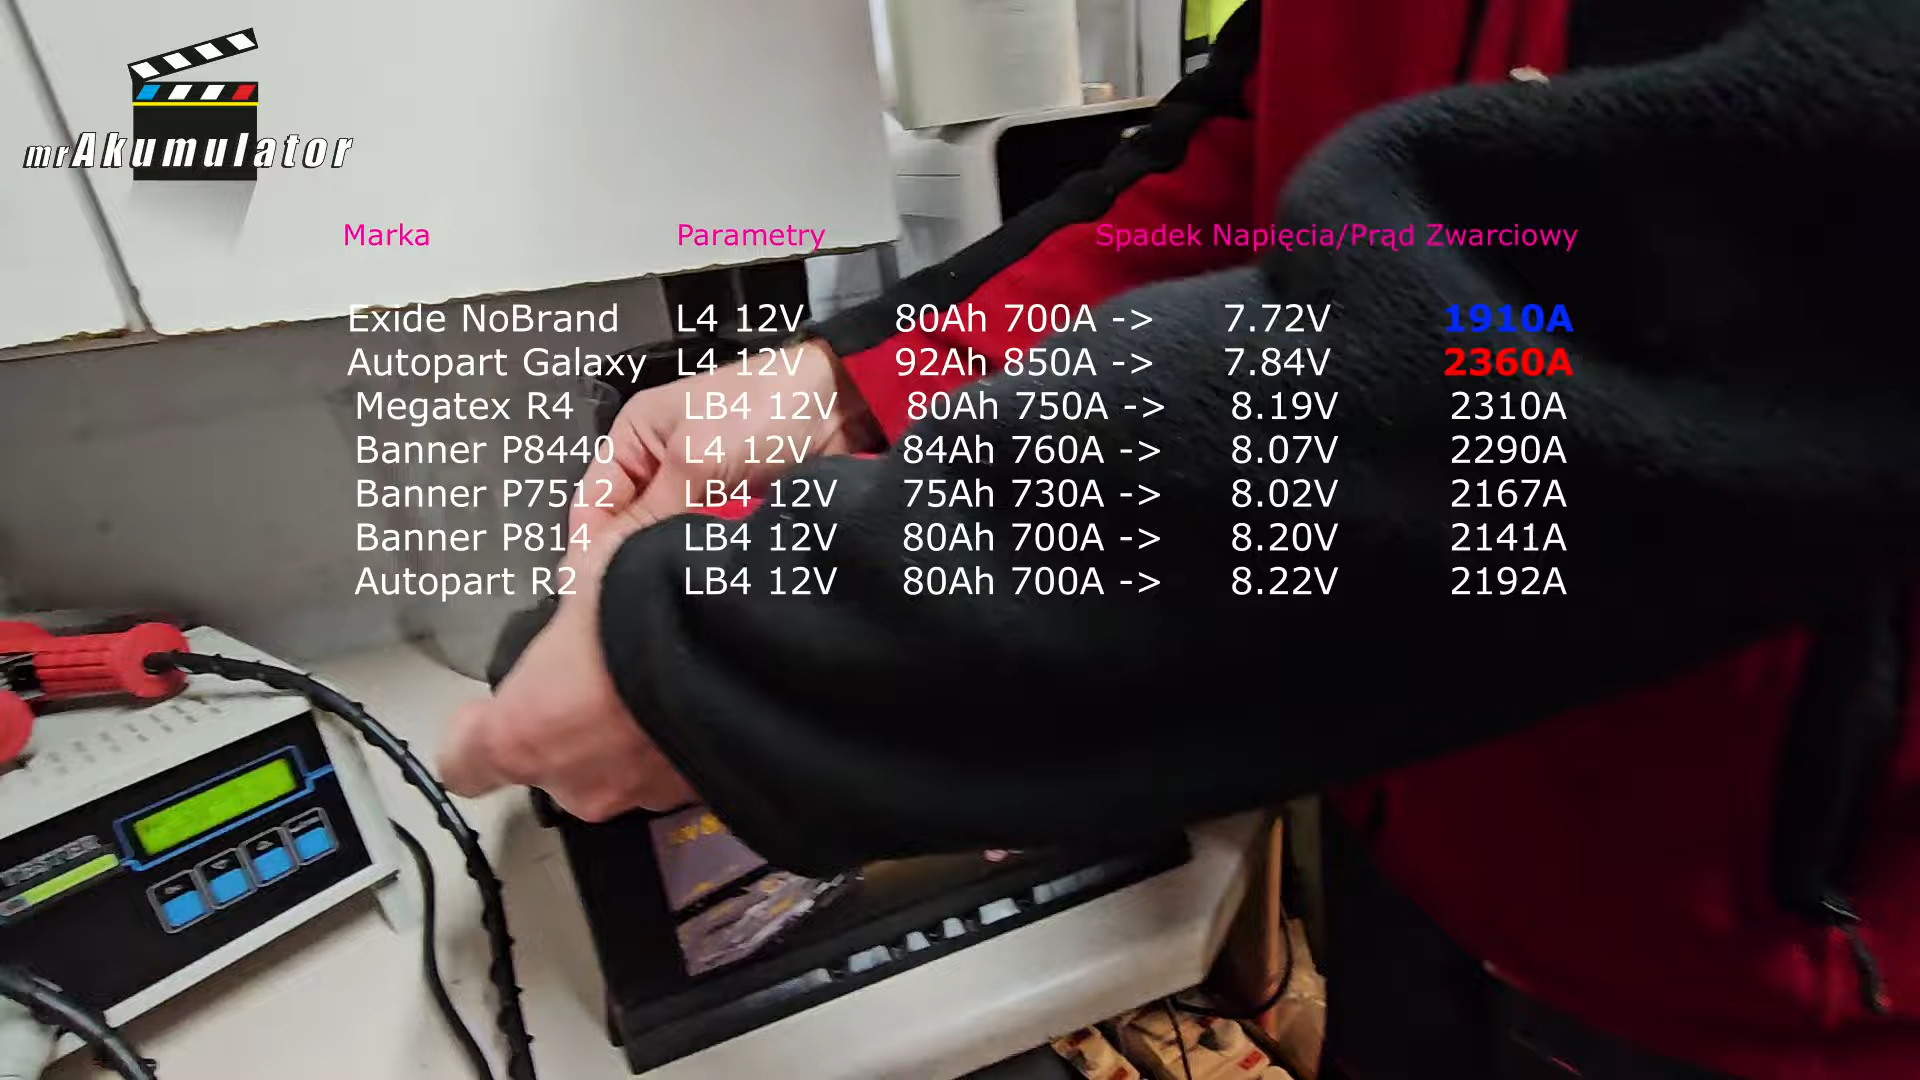 mrAkumulator
Marka Parametry Spadek Napięcia/Prąd Zwarciowy
Exide NoBrand L4 12V 80Ah 700A -> 7.72V 1910A
Autopart Galaxy L4 12V 92Ah 850A -> 7.84V 2360A
Megatex R4 LB4 12V 80Ah 750A -> 8.19V 2310A
Banner P8440 L4 12V 84Ah 760A -> 8.07V 2290A
Banner P7512 LB4 12V 75Ah 730A -> 8.02V 2167A
Banner P814 LB4 12V 80Ah 700A -> 8.20V 2141A
Autopart R2 LB4 12V 80Ah 700A -> 8.22V 2192A
TESTER